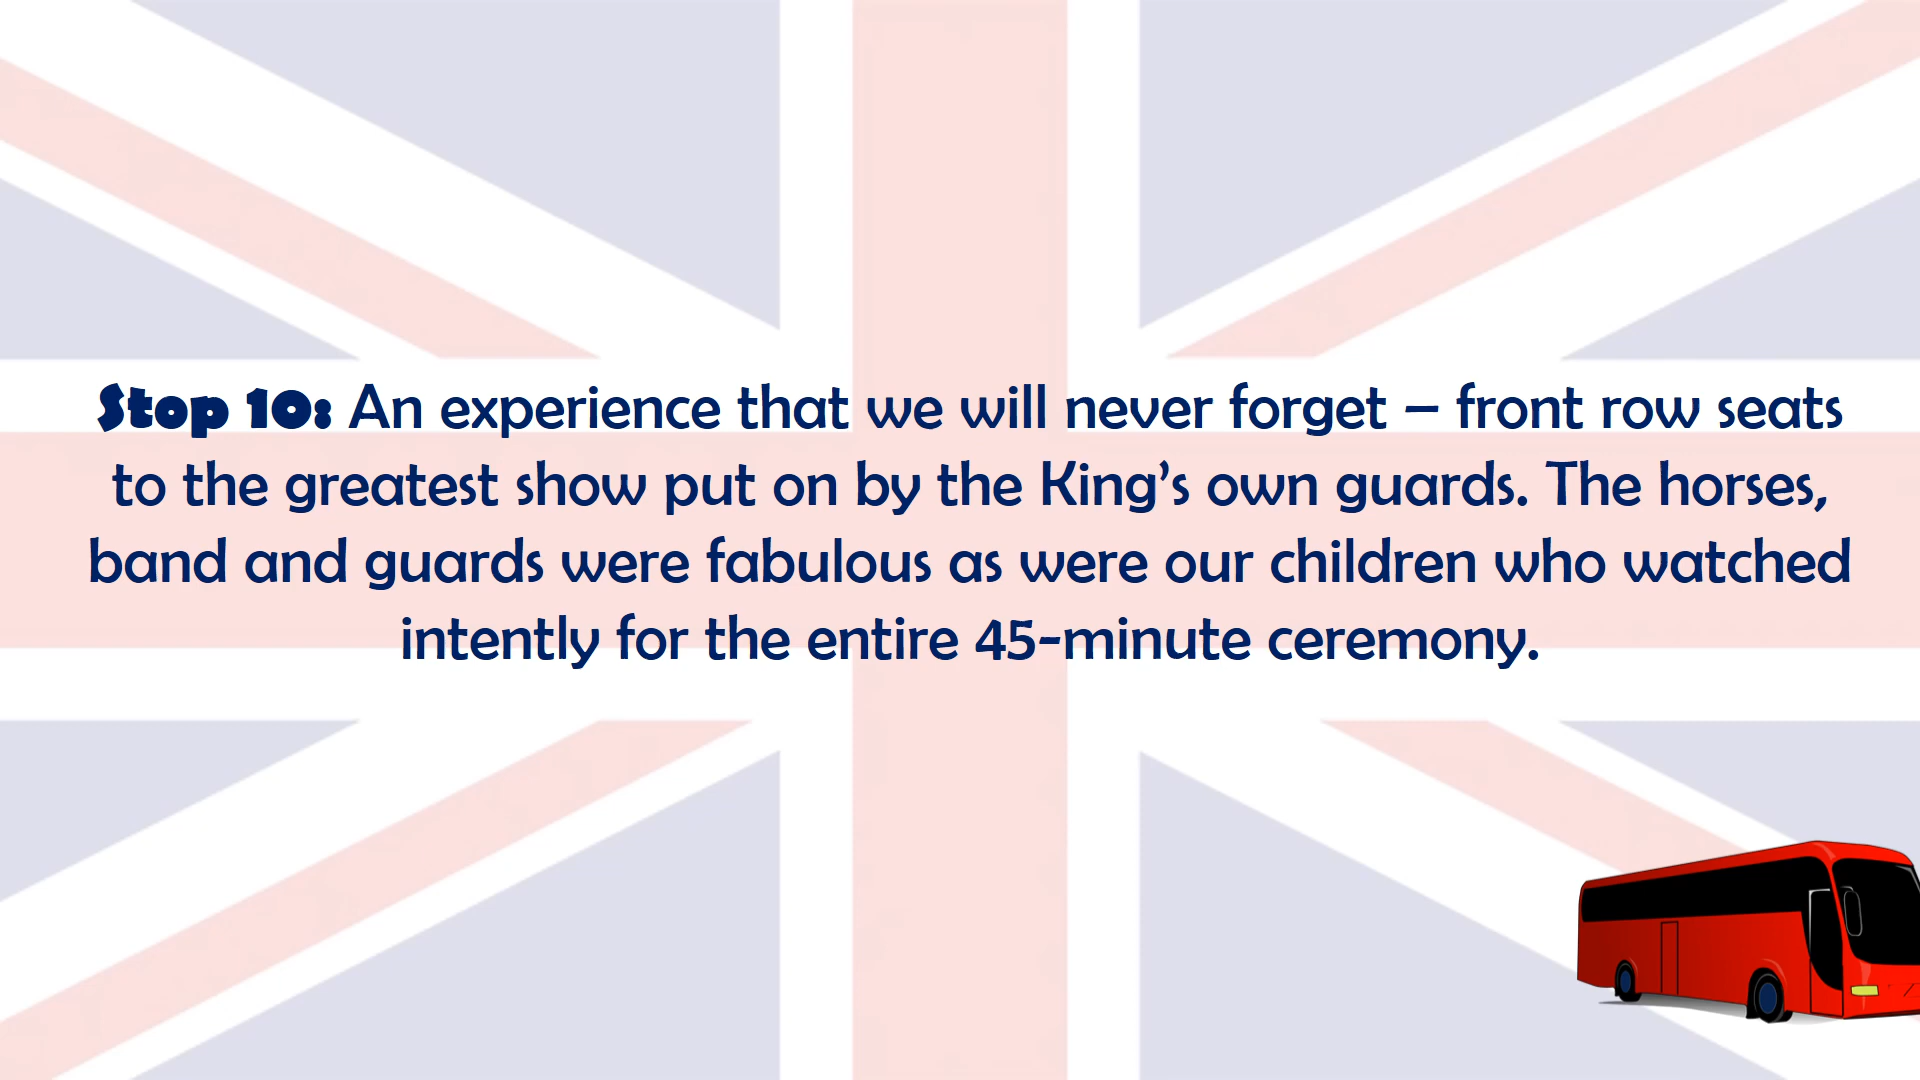 Stop 10: An experience that we will never forget – front row seats
to the greatest show put on by the King’s own guards. The horses,
band and guards were fabulous as were our children who watched
intently for the entire 45-minute ceremony.